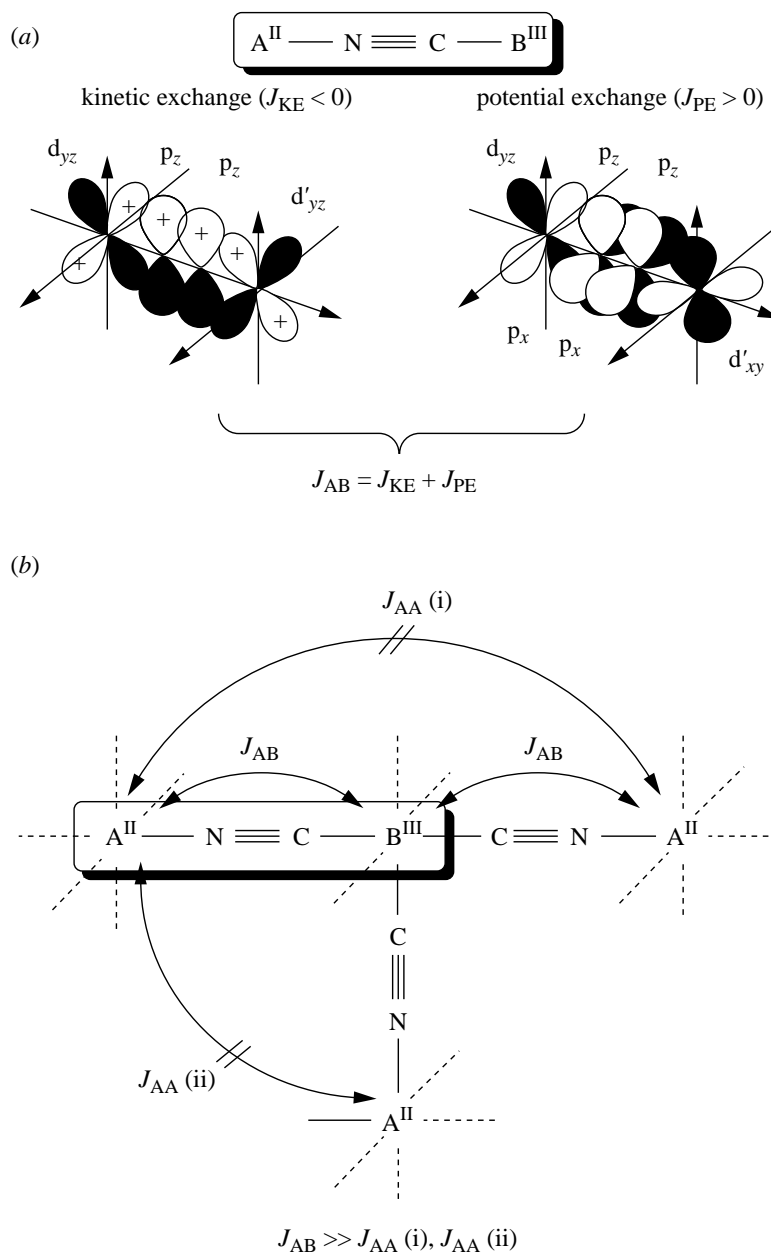 (a)
A^II — N ≡ C — B^III
kinetic exchange (J_KE < 0) potential exchange (J_PE > 0)
d_yz p_z p_z d'_yz
+ + + + + +
d_yz p_z p_z
p_x p_x d'_xy
J_AB = J_KE + J_PE
(b)
J_AA (i)
J_AB J_AB
A^II — N ≡ C — B^III — C ≡ N — A^II
C
N
J_AA (ii)
A^II
J_AB >> J_AA (i), J_AA (ii)